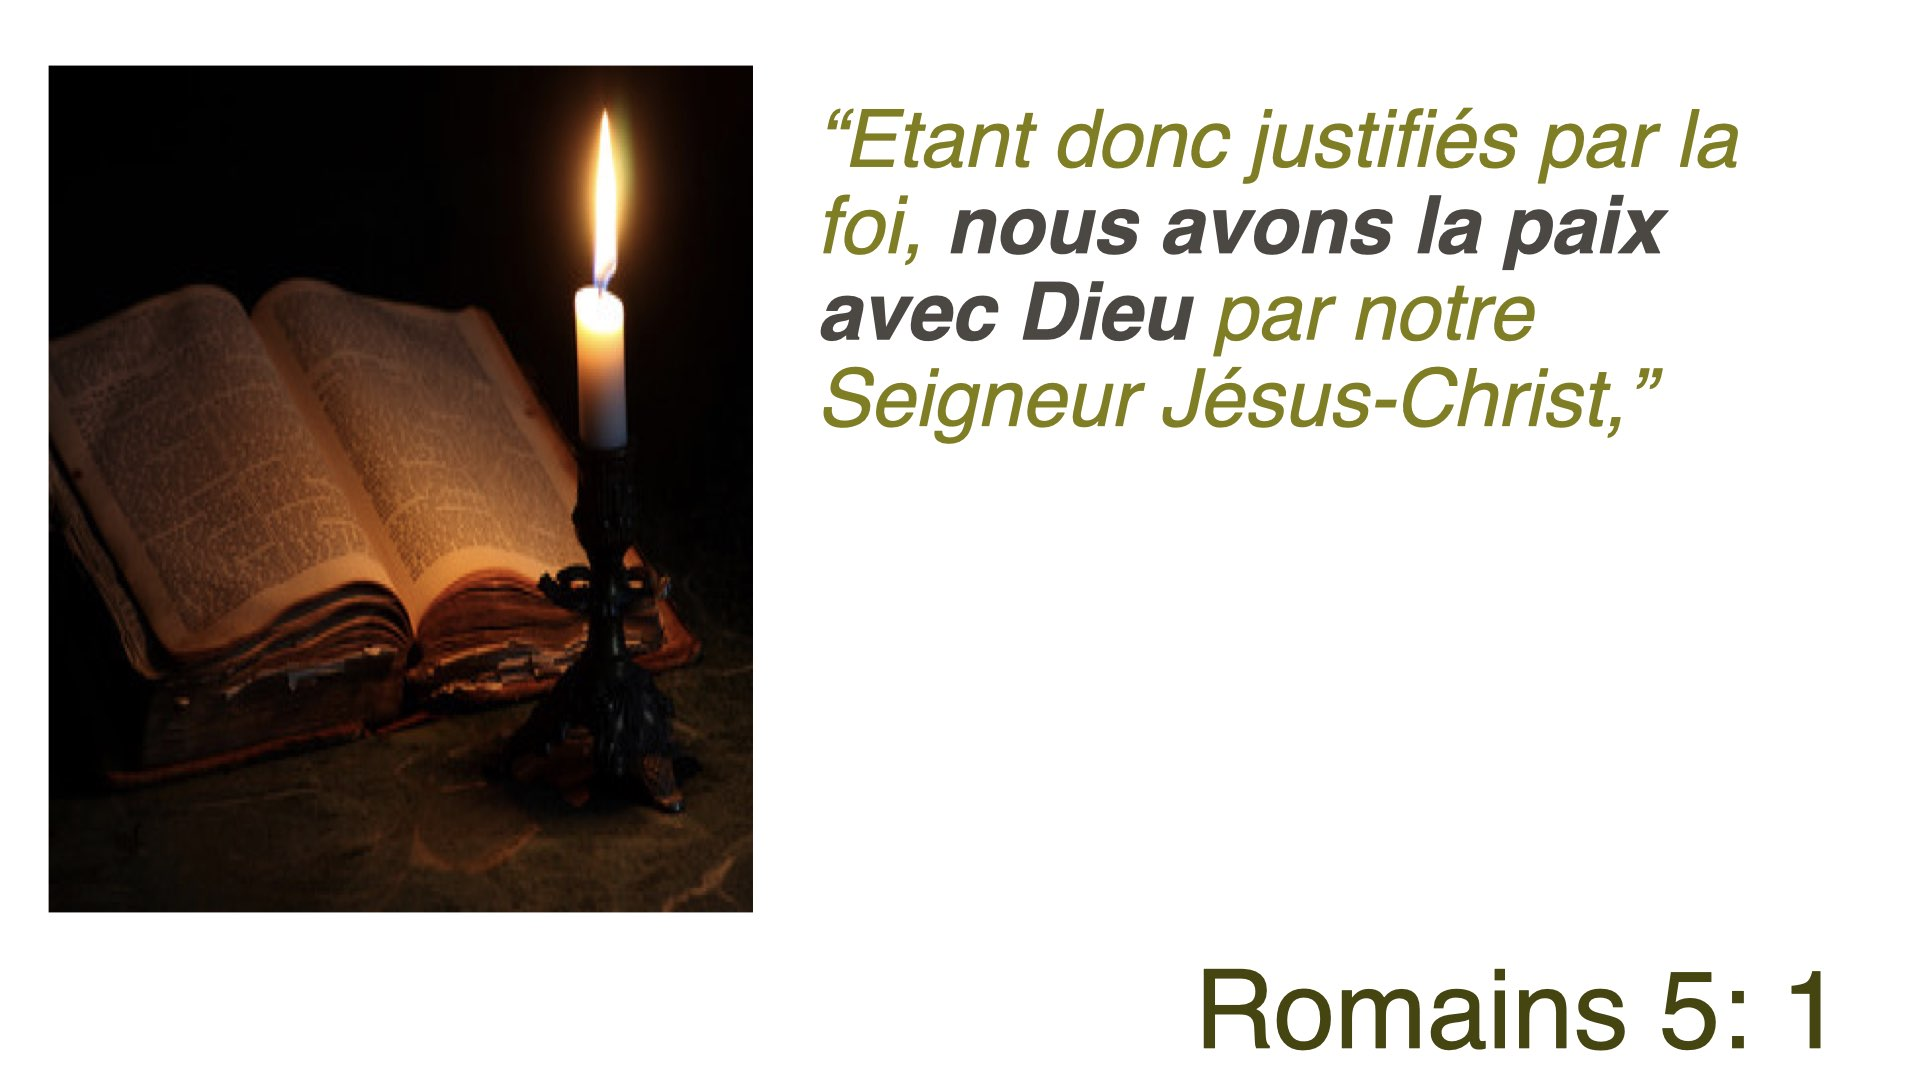 “Etant donc justifiés par la
foi, nous avons la paix
avec Dieu par notre
Seigneur Jésus-Christ,”
Romains 5: 1